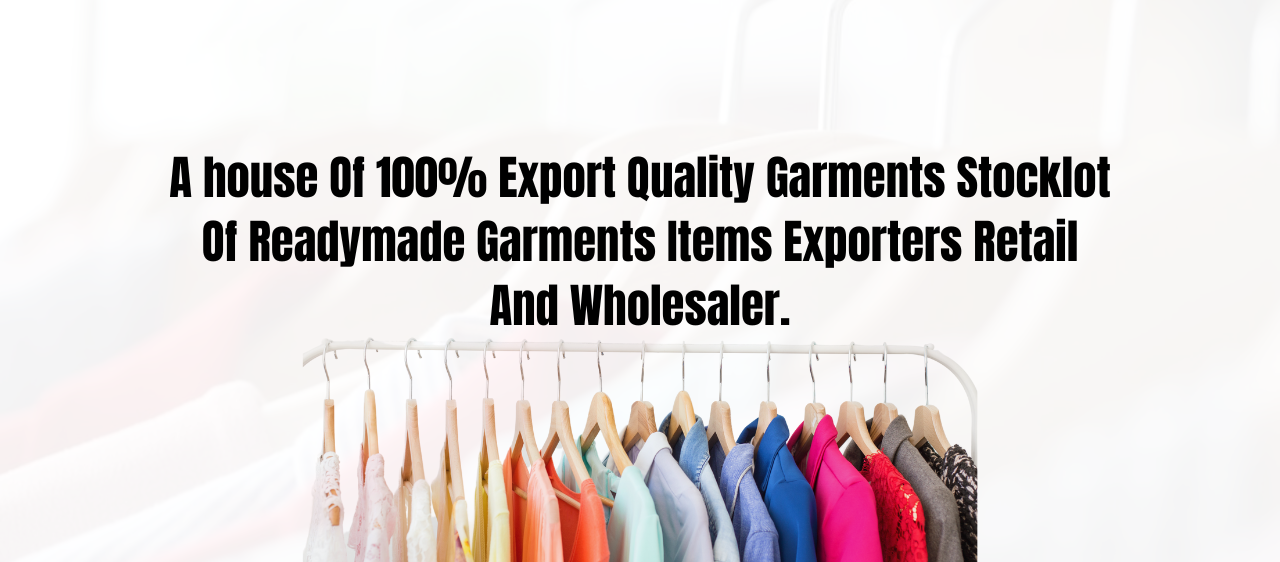 A house Of 100% Export Quality Garments Stocklot
Of Readymade Garments Items Exporters Retail
And Wholesaler.